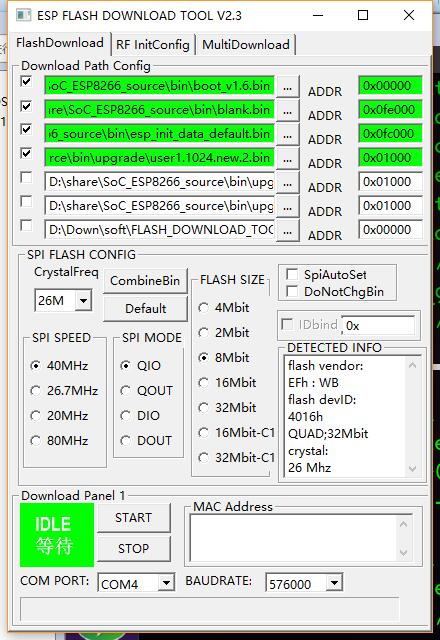 ESP FLASH DOWNLOAD TOOL V2.3
FlashDownload RF InitConfig MultiDownload
Download Path Config
SoC_ESP8266_source\bin\boot_v1.6.bin ... ADDR 0x00000
re\SoC_ESP8266_source\bin\blank.bin ... ADDR 0x0fe000
i6_source\bin\esp_init_data_default.bin ... ADDR 0x0fc000
rce\bin\upgrade\user1.1024.new.2.bin ... ADDR 0x01000
D:\share\SoC_ESP8266_source\bin\upg ... ADDR 0x01000
D:\share\SoC_ESP8266_source\bin\upg ... ADDR 0x01000
D:\Down\soft\FLASH_DOWNLOAD_TOO ... ADDR 0x00000
SPI FLASH CONFIG
CrystalFreq
26M
CombineBin
Default
SPI SPEED
40MHz
26.7MHz
20MHz
80MHz
SPI MODE
QIO
QOUT
DIO
DOUT
FLASH SIZE
4Mbit
2Mbit
8Mbit
16Mbit
32Mbit
16Mbit-C1
32Mbit-C1
SpiAutoSet
DoNotChgBin
IDbind 0x
DETECTED INFO
flash vendor:
EFh : WB
flash devID:
4016h
QUAD;32Mbit
crystal:
26 Mhz
Download Panel 1
IDLE
等待
START
STOP
MAC Address
COM PORT: COM4 BAUDRATE: 576000